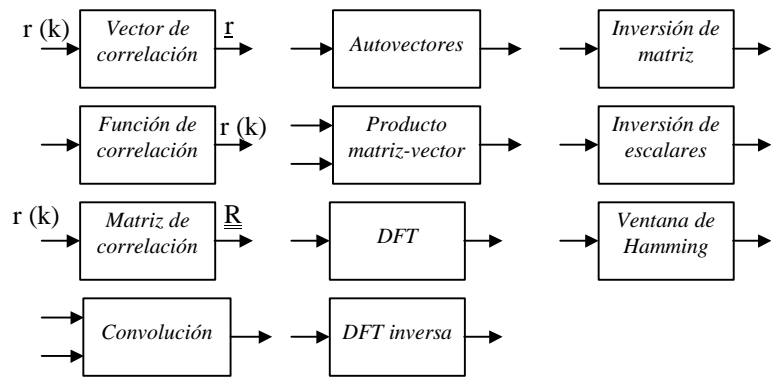 r (k)
Vector de
correlación
r
Autovectores
Inversión de
matriz
Función de
correlación
r (k)
Producto
matriz-vector
Inversión de
escalares
r (k)
Matriz de
correlación
R
DFT
Ventana de
Hamming
Convolución
DFT inversa